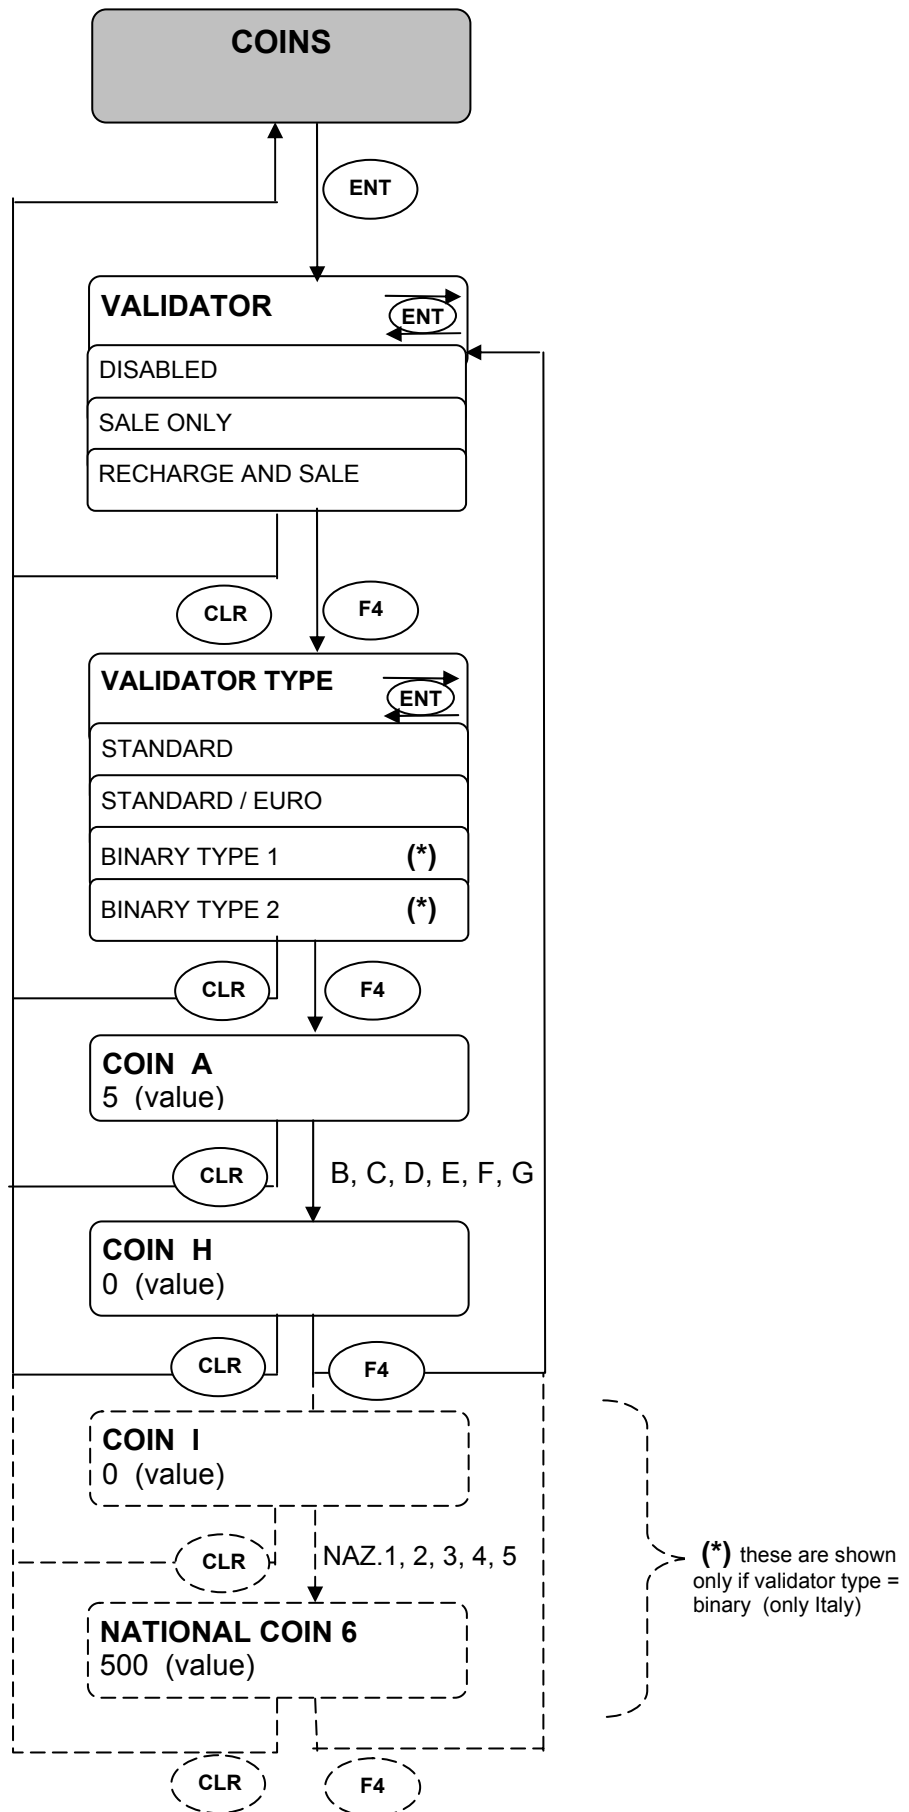 COINS
ENT
VALIDATOR
ENT
DISABLED
SALE ONLY
RECHARGE AND SALE
CLR
F4
VALIDATOR TYPE
ENT
STANDARD
STANDARD / EURO
BINARY TYPE 1 (*)
BINARY TYPE 2 (*)
CLR
F4
COIN A
5 (value)
CLR
B, C, D, E, F, G
COIN H
0 (value)
CLR
F4
COIN I
0 (value)
CLR
NAZ.1, 2, 3, 4, 5
(*) these are shown
only if validator type =
binary (only Italy)
NATIONAL COIN 6
500 (value)
CLR
F4